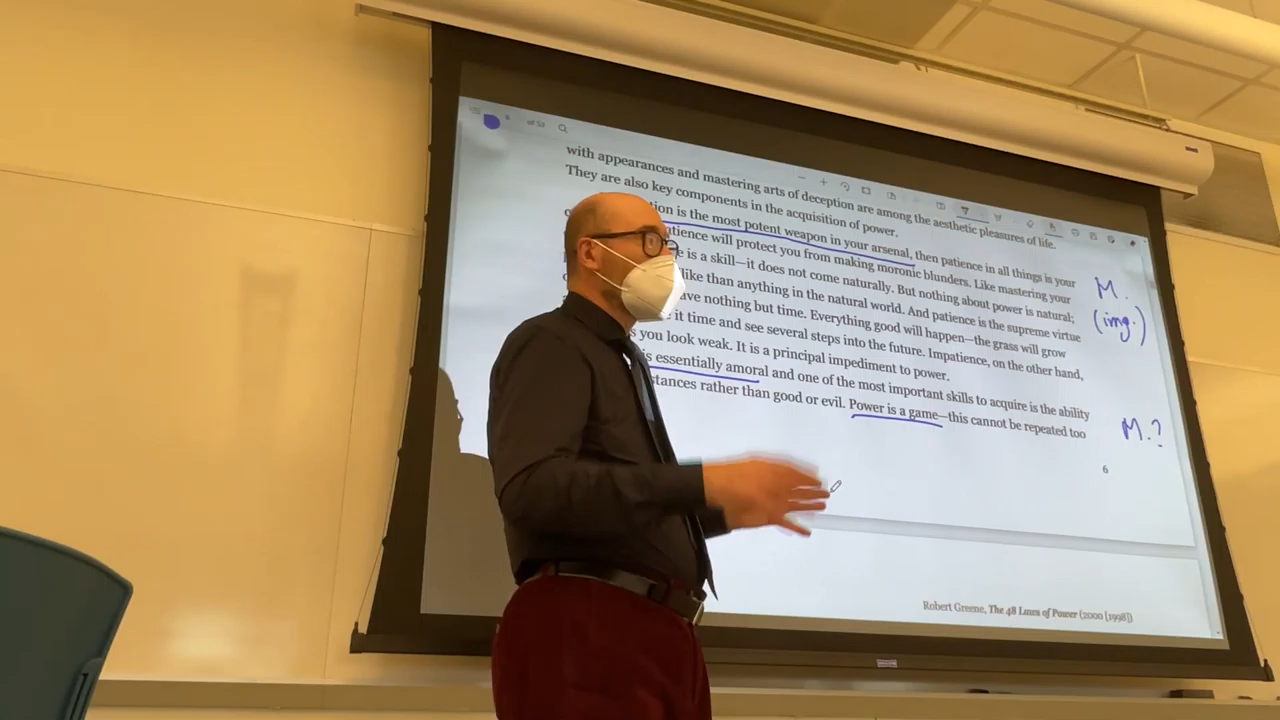 6 of 53
with appearances and mastering arts of deception are among the aesthetic pleasures of life.
They are also key components in the acquisition of power.
tion is the most potent weapon in your arsenal, then patience in all things is your
tience will protect you from making moronic blunders. Like mastering your
e is a skill—it does not come naturally. But nothing about power is natural;
like than anything in the natural world. And patience is the supreme virtue
ave nothing but time. Everything good will happen—the grass will grow
e it time and see several steps into the future. Impatience, on the other hand,
s you look weak. It is a principal impediment to power.
is essentially amoral and one of the most important skills to acquire is the ability
stances rather than good or evil. Power is a game—this cannot be repeated too
M.
(img.)
M.?
6
Robert Greene, The 48 Laws of Power (2000 [1998])